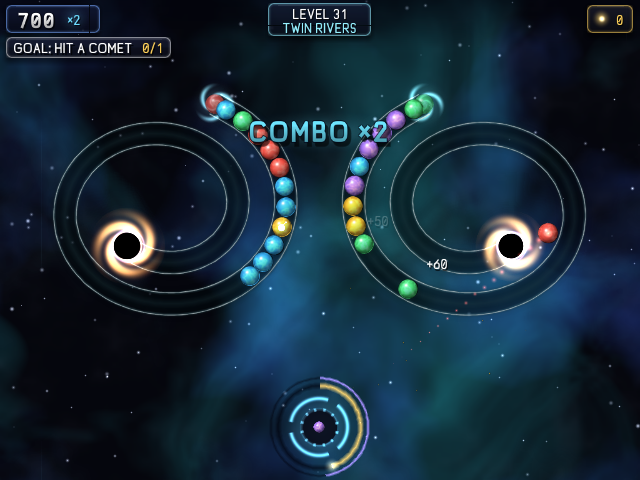 700 ×2
LEVEL 31
TWIN RIVERS
0
GOAL: HIT A COMET 0/1
COMBO ×2
+50
+60